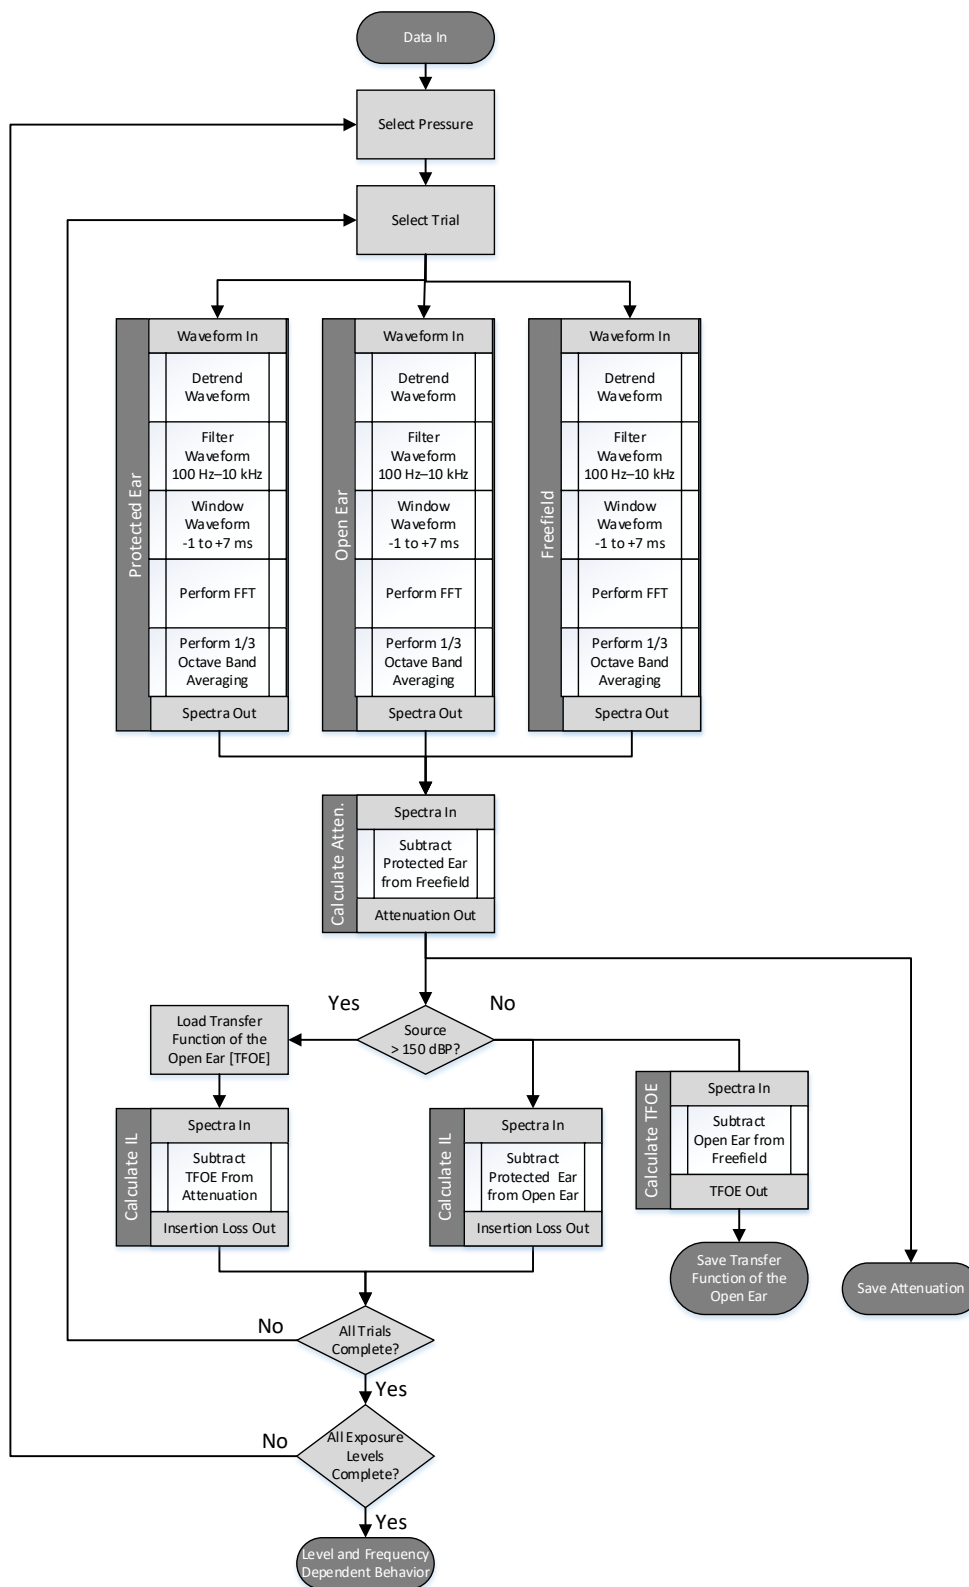 Data In
Select Pressure
Select Trial
Protected Ear
Waveform In
Detrend
Waveform
Filter
Waveform
100 Hz–10 kHz
Window
Waveform
-1 to +7 ms
Perform FFT
Perform 1/3
Octave Band
Averaging
Spectra Out
Open Ear
Waveform In
Detrend
Waveform
Filter
Waveform
100 Hz–10 kHz
Window
Waveform
-1 to +7 ms
Perform FFT
Perform 1/3
Octave Band
Averaging
Spectra Out
Freefield
Waveform In
Detrend
Waveform
Filter
Waveform
100 Hz–10 kHz
Window
Waveform
-1 to +7 ms
Perform FFT
Perform 1/3
Octave Band
Averaging
Spectra Out
Calculate Atten.
Spectra In
Subtract
Protected Ear
from Freefield
Attenuation Out
Yes
No
Source
> 150 dBP?
Load Transfer
Function of the
Open Ear [TFOE]
Calculate IL
Spectra In
Subtract
TFOE From
Attenuation
Insertion Loss Out
Calculate IL
Spectra In
Subtract
Protected Ear
from Open Ear
Insertion Loss Out
Calculate TFOE
Spectra In
Subtract
Open Ear from
Freefield
TFOE Out
Save Transfer
Function of the
Open Ear
Save Attenuation
No
All Trials
Complete?
Yes
No
All Exposure
Levels
Complete?
Yes
Level and Frequency
Dependent Behavior